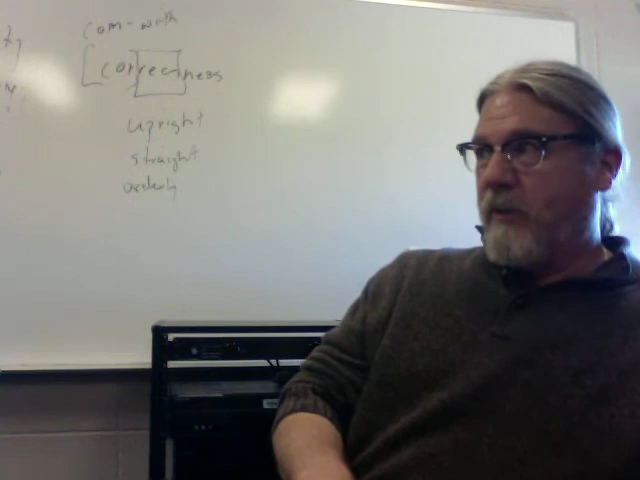 com-with
[correctness
upright
straight
orderly